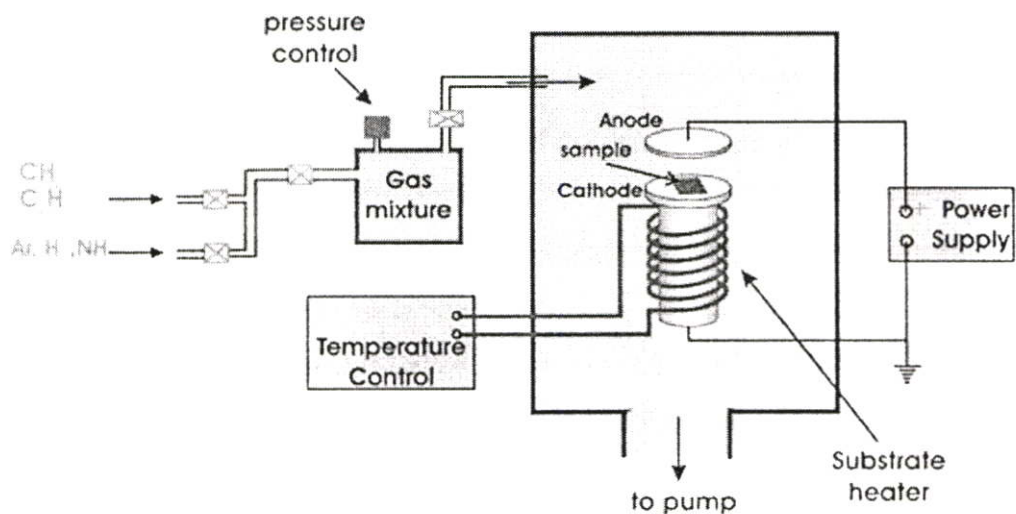 pressure
control
CH
C H
Ar, H ,NH
Gas
mixture
Anode
sample
Cathode
+ Power
Supply
Temperature
Control
Substrate
heater
to pump